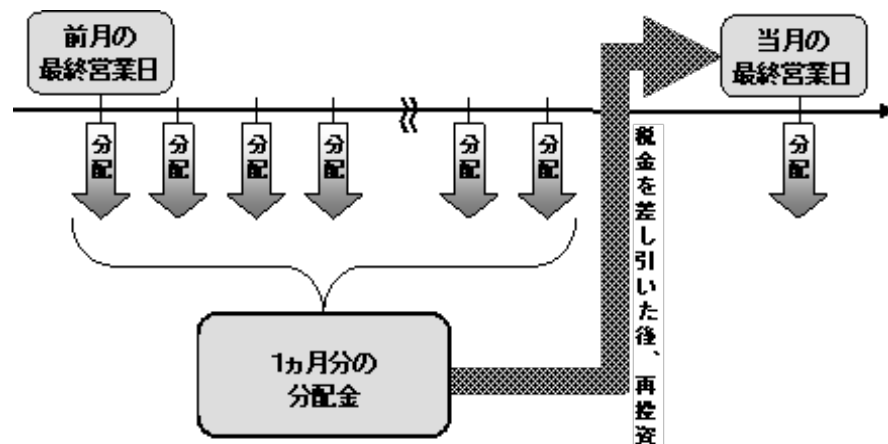 前月の
最終営業日
当月の
最終営業日
分配
分配
分配
分配
分配
分配
分配
税金を差し引いた後、再投資
1ヵ月分の
分配金